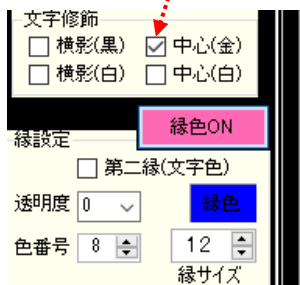 文字修飾
横影(黒) 中心(金)
横影(白) 中心(白)
縁色ON
縁設定
第二縁(文字色)
透明度 0 縁色
色番号 8 12
縁サイズ